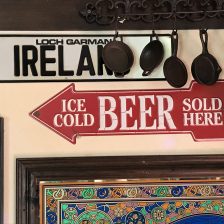 LOCH GARMAN
IRELAN
ICE COLD BEER SOLD HERE